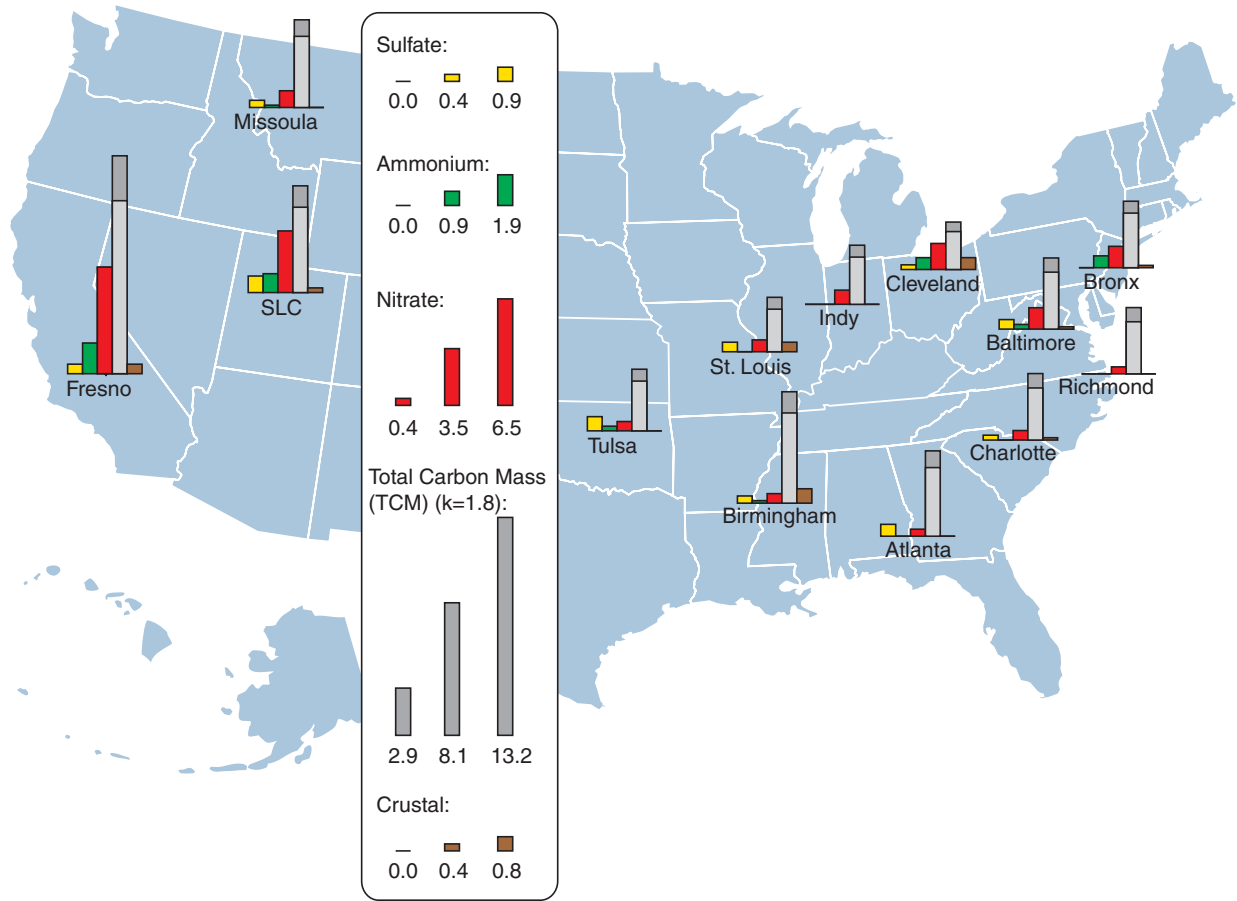 Sulfate:
0.0 0.4 0.9
Ammonium:
0.0 0.9 1.9
Nitrate:
0.4 3.5 6.5
Total Carbon Mass
(TCM) (k=1.8):
2.9 8.1 13.2
Crustal:
0.0 0.4 0.8
Missoula
SLC
Fresno
Tulsa
St. Louis
Birmingham
Indy
Cleveland
Atlanta
Charlotte
Baltimore
Richmond
Bronx